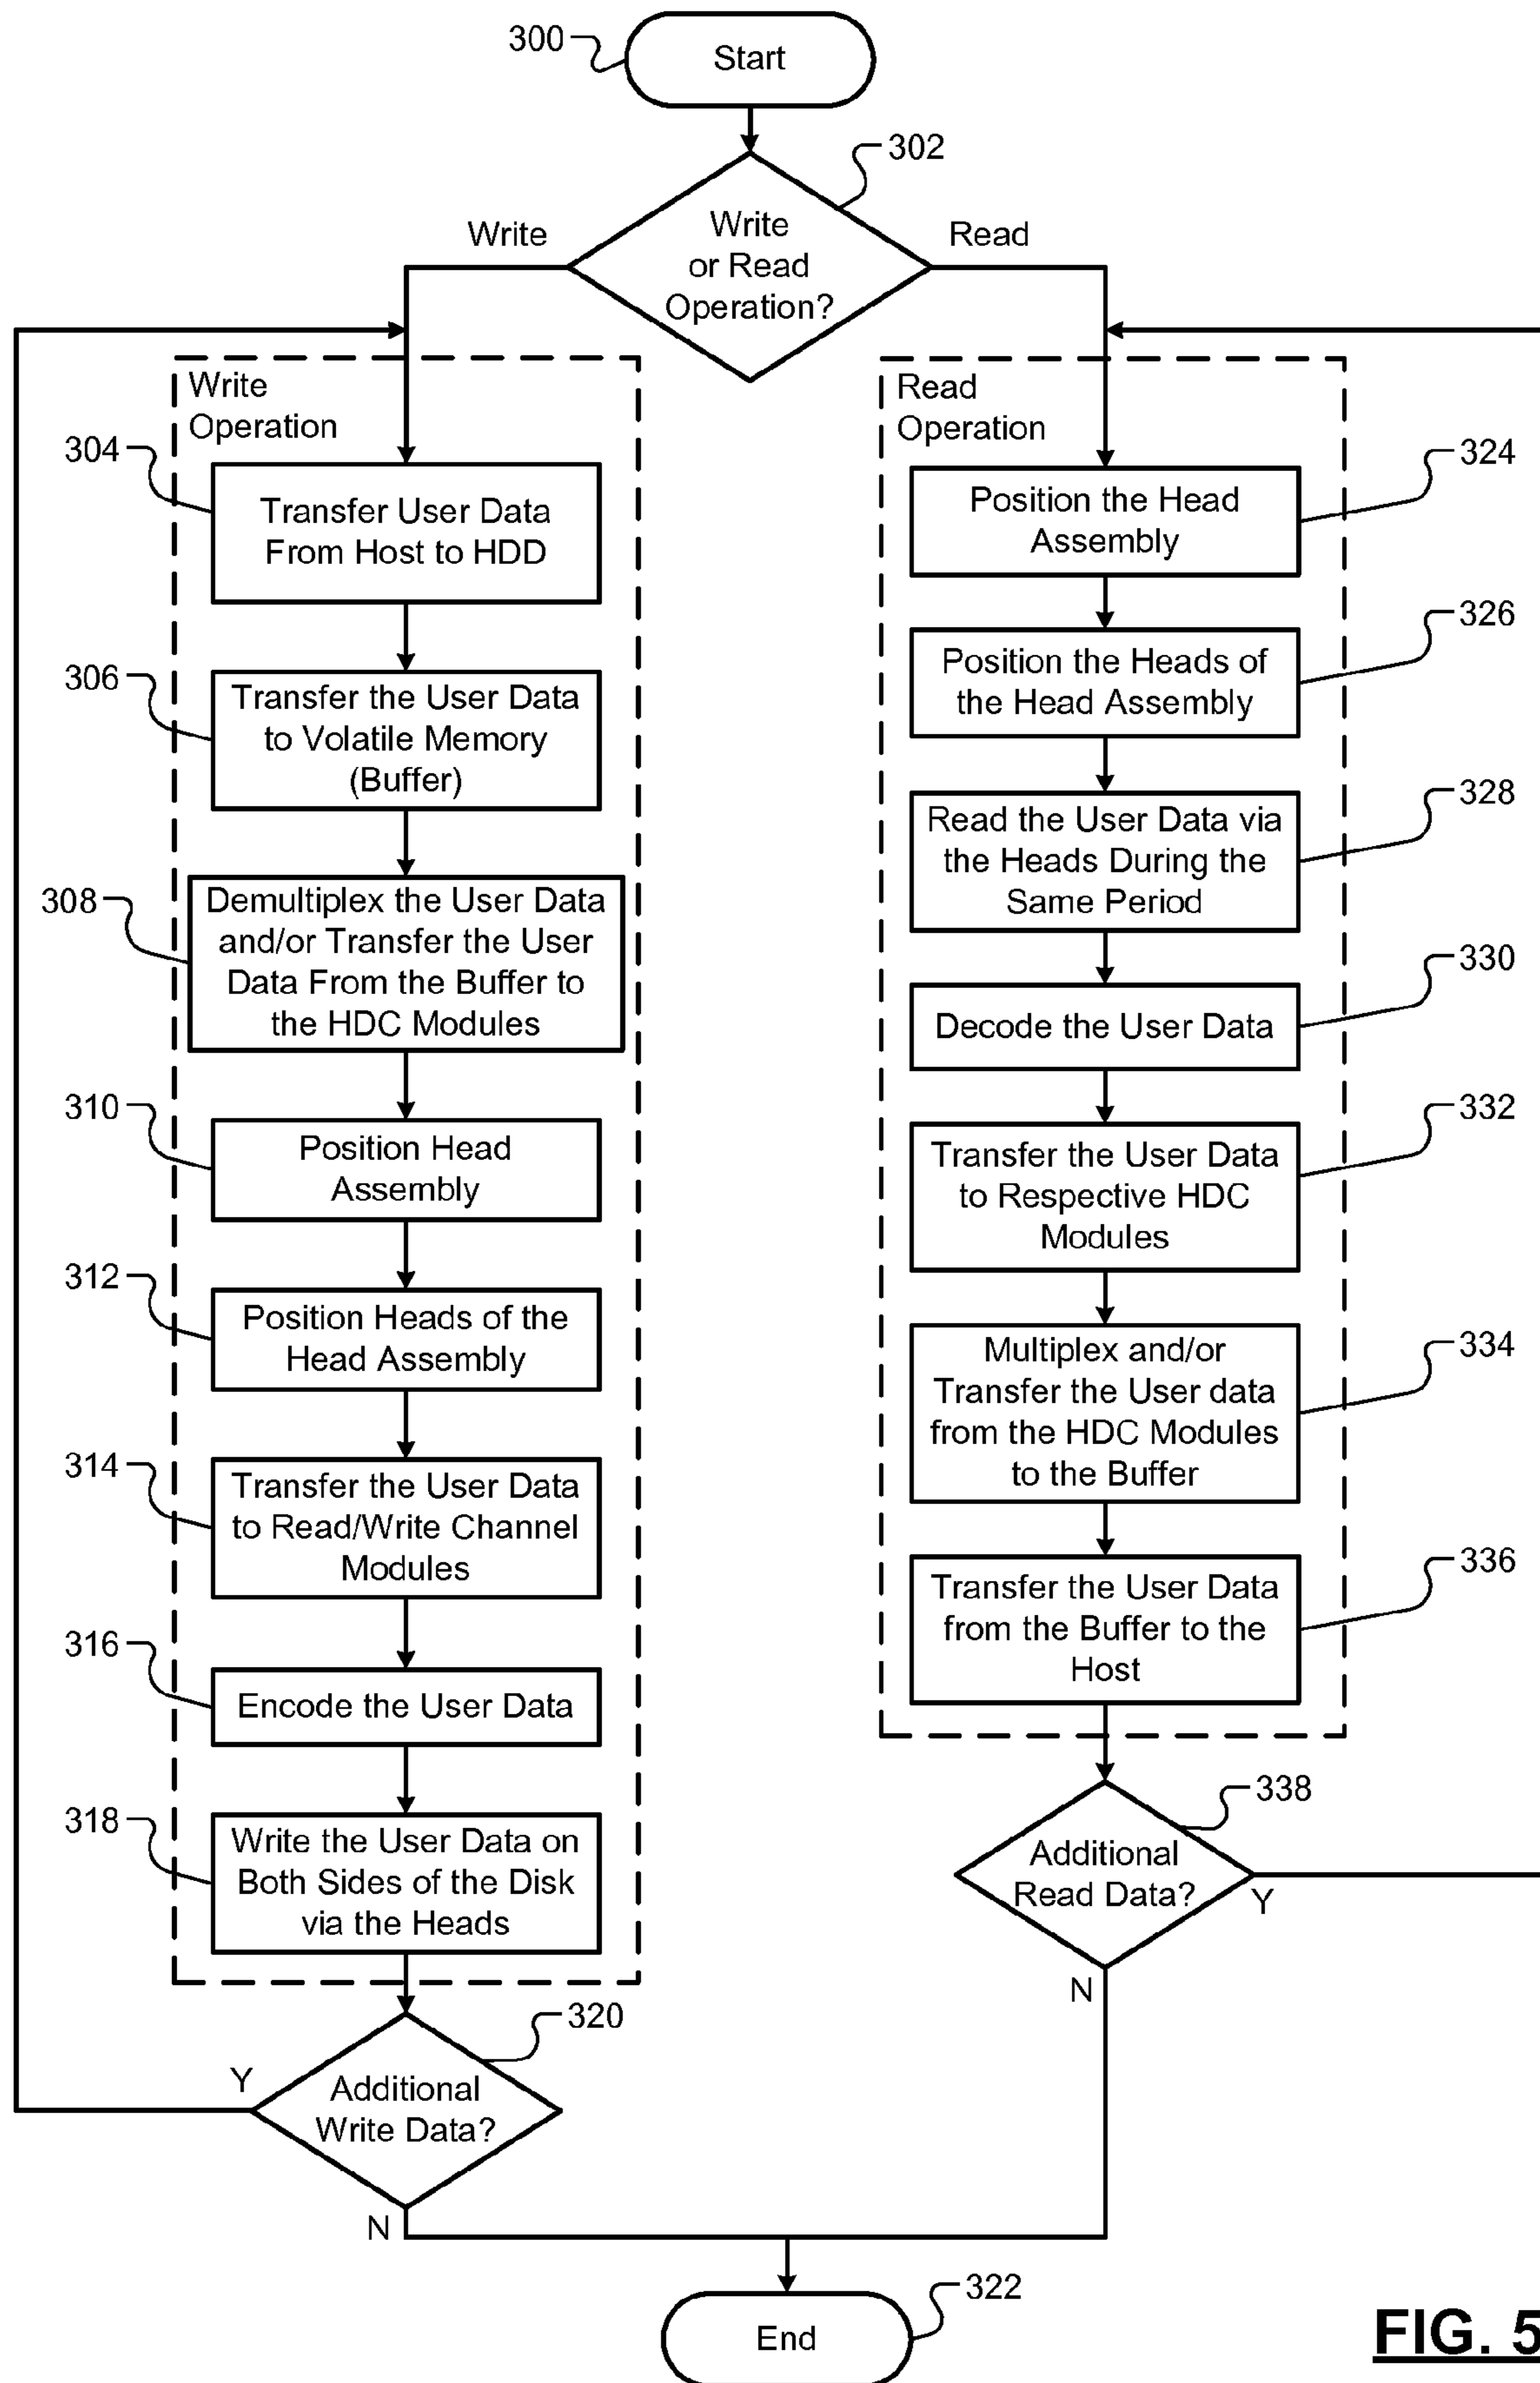 300
Start
302
Write
or Read
Operation?
Write
Read
Write
Operation
304
Transfer User Data
From Host to HDD
306
Transfer the User Data
to Volatile Memory
(Buffer)
308
Demultiplex the User Data
and/or Transfer the User
Data From the Buffer to
the HDC Modules
310
Position Head
Assembly
312
Position Heads of the
Head Assembly
314
Transfer the User Data
to Read/Write Channel
Modules
316
Encode the User Data
318
Write the User Data on
Both Sides of the Disk
via the Heads
320
Additional
Write Data?
Y
N
Read
Operation
324
Position the Head
Assembly
326
Position the Heads of
the Head Assembly
328
Read the User Data via
the Heads During the
Same Period
330
Decode the User Data
332
Transfer the User Data
to Respective HDC
Modules
334
Multiplex and/or
Transfer the User data
from the HDC Modules
to the Buffer
336
Transfer the User Data
from the Buffer to the
Host
338
Additional
Read Data?
Y
N
322
End
FIG. 5